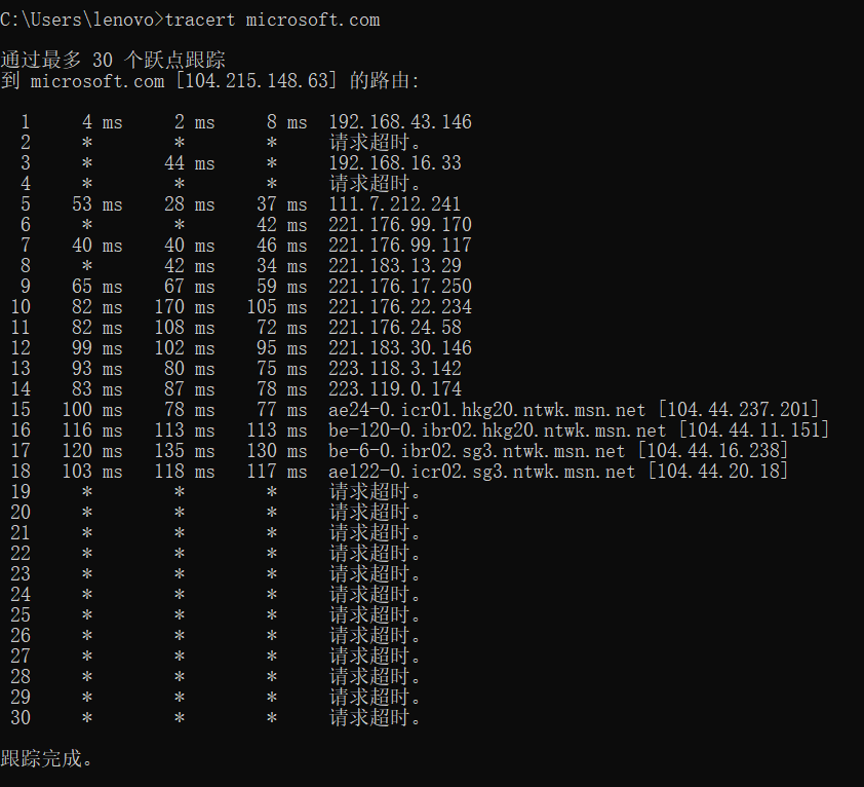 C:\Users\lenovo>tracert microsoft.com
通过最多 30 个跃点跟踪
到 microsoft.com [104.215.148.63] 的路由:
1 4 ms 2 ms 8 ms 192.168.43.146
2 * * * 请求超时。
3 * 44 ms * 192.168.16.33
4 * * * 请求超时。
5 53 ms 28 ms 37 ms 111.7.212.241
6 * * 42 ms 221.176.99.170
7 40 ms 40 ms 46 ms 221.176.99.117
8 * 42 ms 34 ms 221.183.13.29
9 65 ms 67 ms 59 ms 221.176.17.250
10 82 ms 170 ms 105 ms 221.176.22.234
11 82 ms 108 ms 72 ms 221.176.24.58
12 99 ms 102 ms 95 ms 221.183.30.146
13 93 ms 80 ms 75 ms 223.118.3.142
14 83 ms 87 ms 78 ms 223.119.0.174
15 100 ms 78 ms 77 ms ae24-0.icr01.hkg20.ntwk.msn.net [104.44.237.201]
16 116 ms 113 ms 113 ms be-120-0.ibr02.hkg20.ntwk.msn.net [104.44.11.151]
17 120 ms 135 ms 130 ms be-6-0.ibr02.sg3.ntwk.msn.net [104.44.16.238]
18 103 ms 118 ms 117 ms ae122-0.icr02.sg3.ntwk.msn.net [104.44.20.18]
19 * * * 请求超时。
20 * * * 请求超时。
21 * * * 请求超时。
22 * * * 请求超时。
23 * * * 请求超时。
24 * * * 请求超时。
25 * * * 请求超时。
26 * * * 请求超时。
27 * * * 请求超时。
28 * * * 请求超时。
29 * * * 请求超时。
30 * * * 请求超时。
跟踪完成。